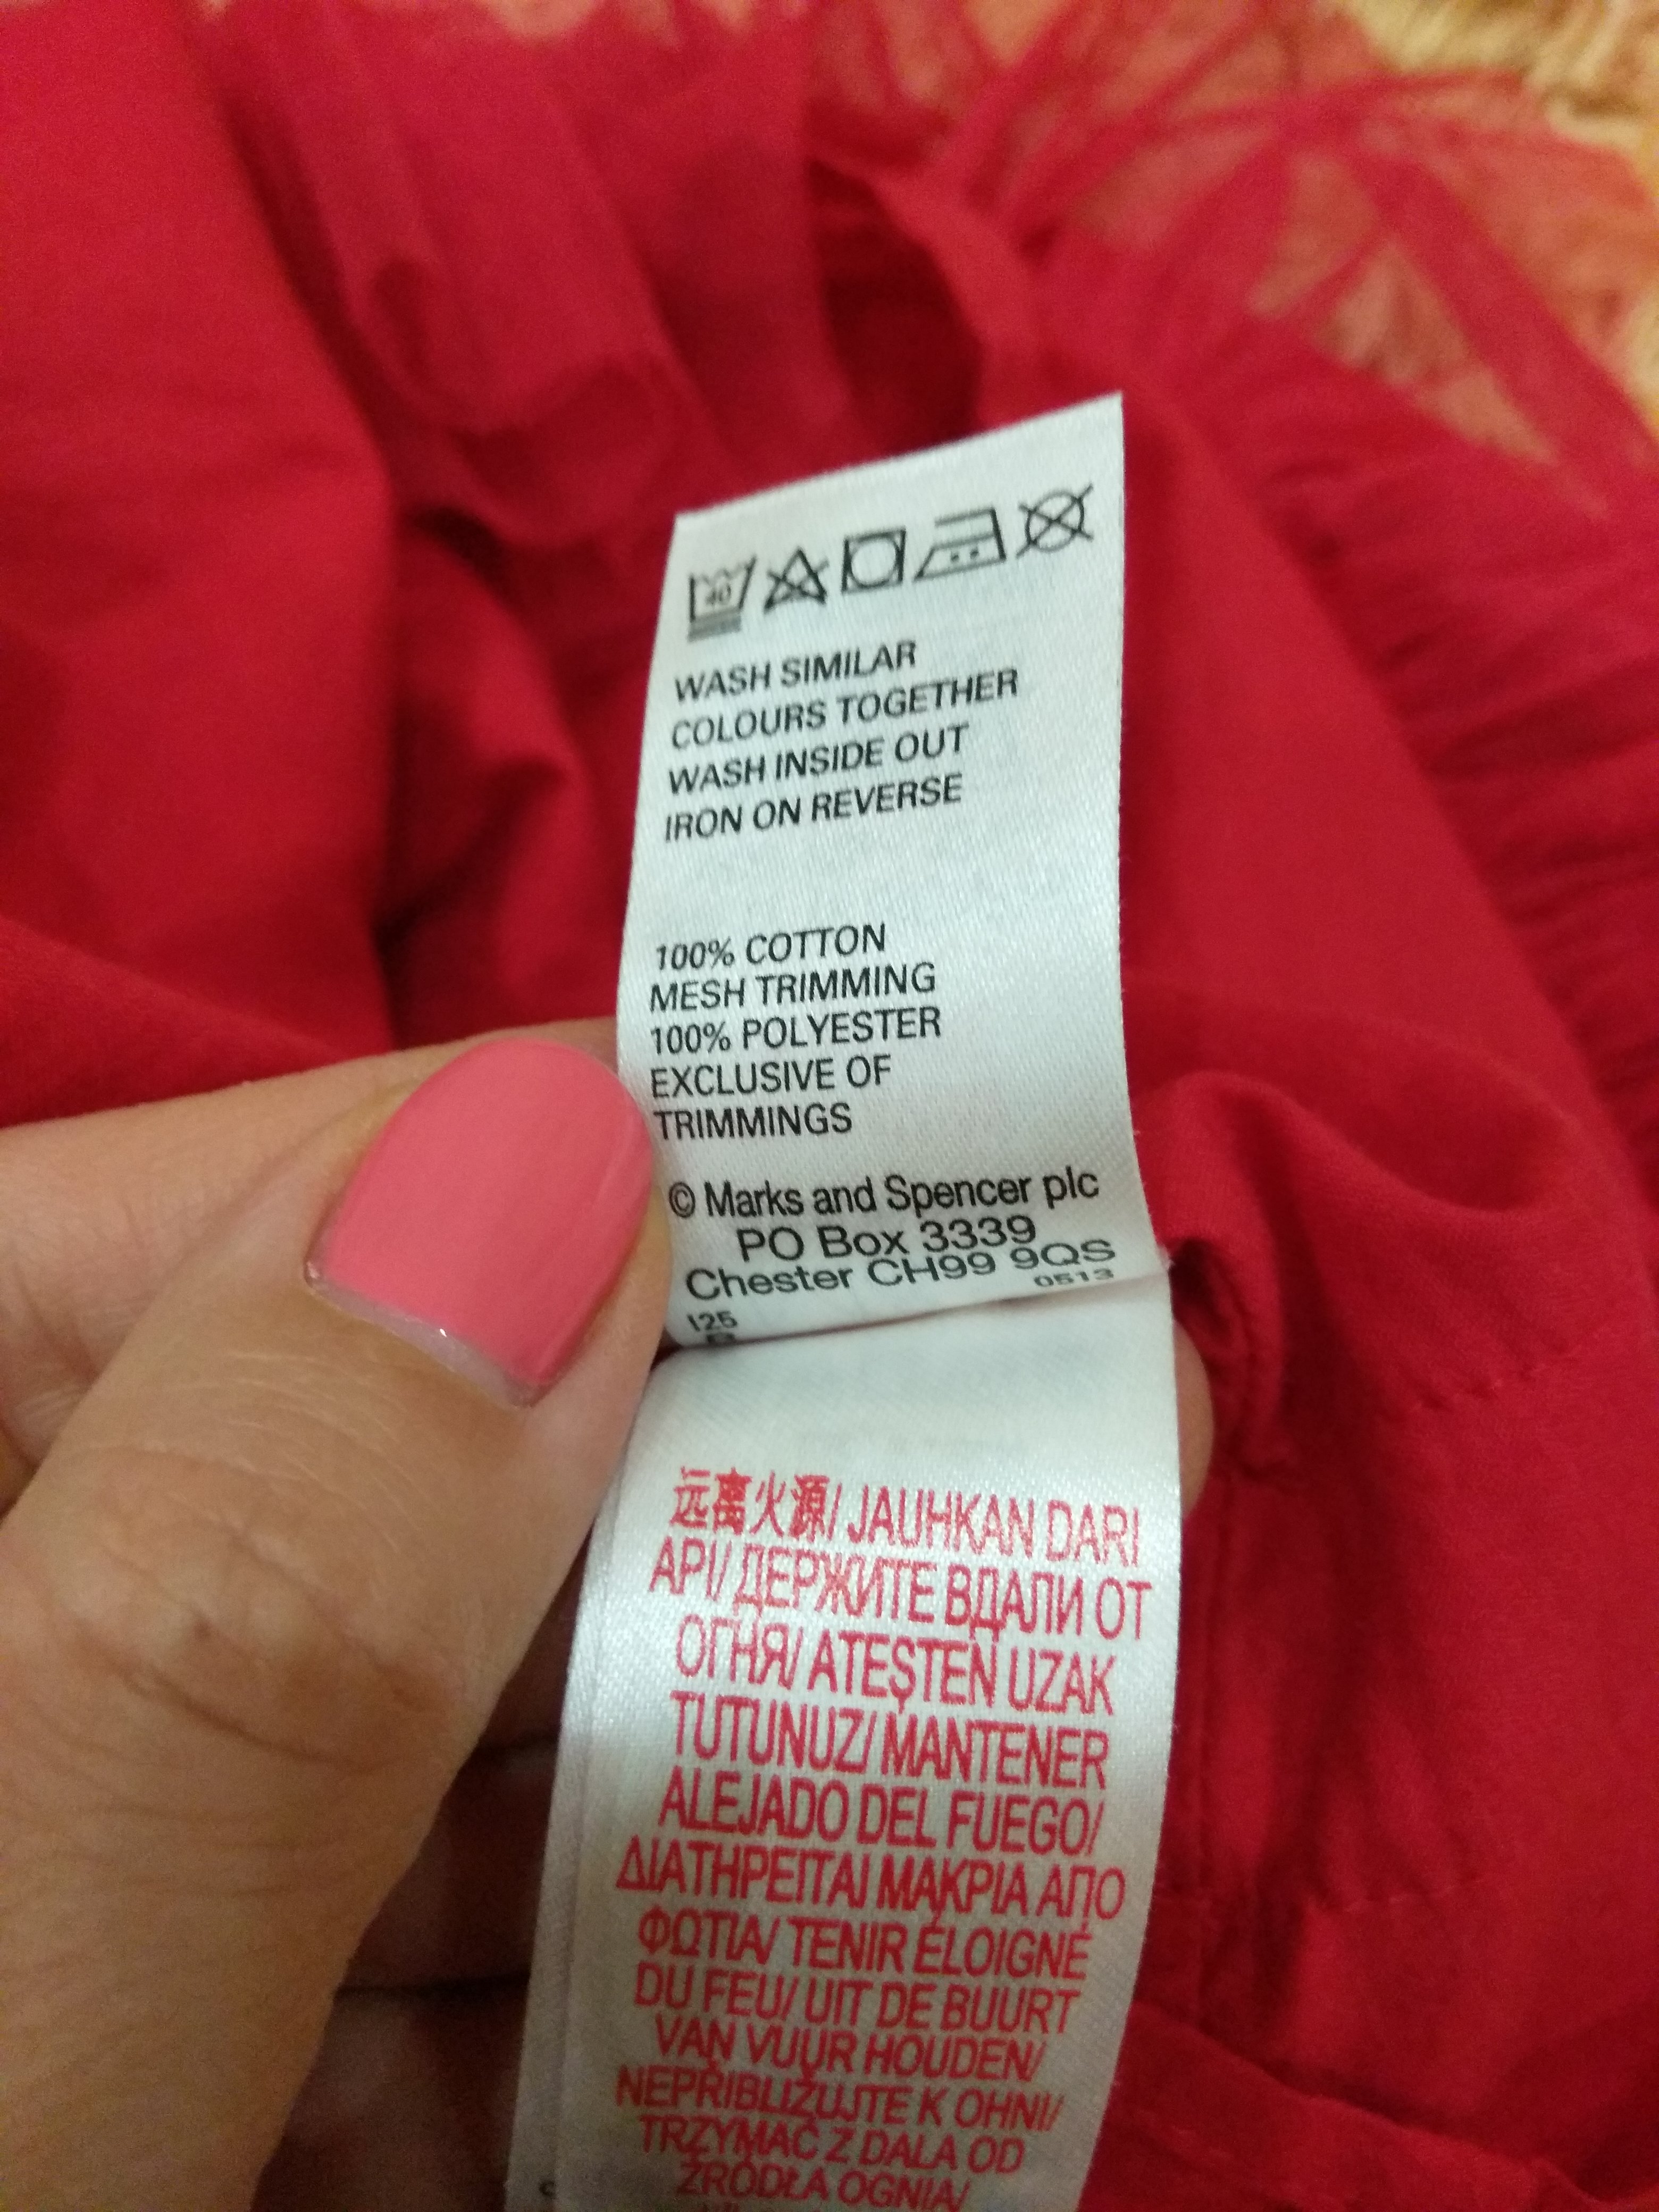 40
WASH SIMILAR
COLOURS TOGETHER
WASH INSIDE OUT
IRON ON REVERSE
100% COTTON
MESH TRIMMING
100% POLYESTER
EXCLUSIVE OF
TRIMMINGS
© Marks and Spencer plc
PO Box 3339
Chester CH99 9QS
0513
125
远离火源/ JAUHKAN DARI
API/ ДЕРЖИТЕ ВДАЛИ ОТ
ОГНЯ/ ATEŞTEN UZAK
TUTUNUZ/ MANTENER
ALEJADO DEL FUEGO/
ΔΙΑΤΗΡΕΙΤΑΙ ΜΑΚΡΙΑ ΑΠΟ
ΦΩΤΙΑ/ TENIR ÉLOIGNÉ
DU FEU/ UIT DE BUURT
VAN VUUR HOUDEN/
NEPŘIBLIŽUJTE K OHNI/
TRZYMAĆ Z DALA OD
ŹRÓDŁA OGNIA/